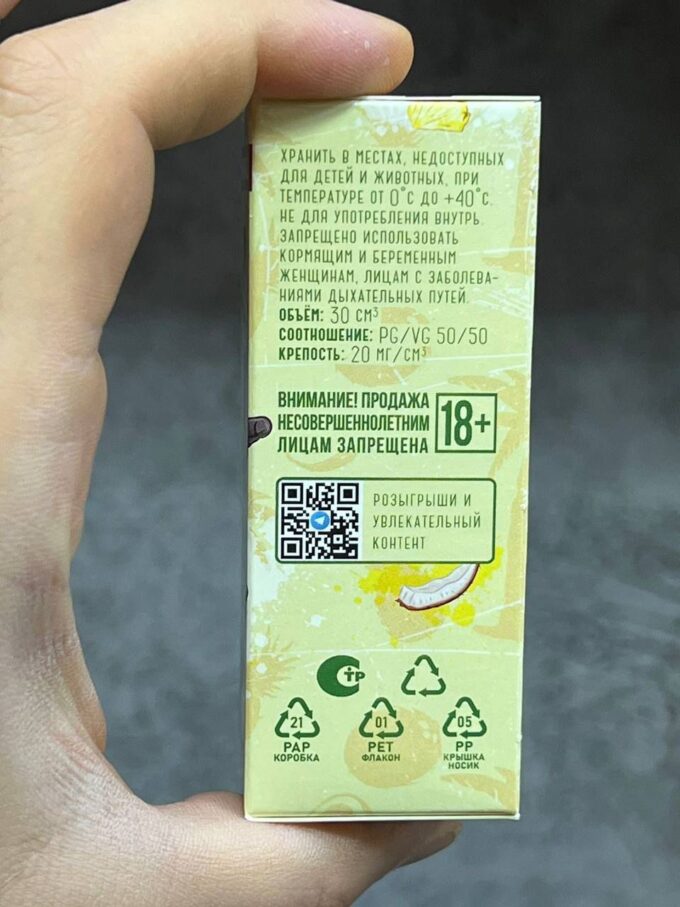 ХРАНИТЬ В МЕСТАХ, НЕДОСТУПНЫХ
ДЛЯ ДЕТЕЙ И ЖИВОТНЫХ, ПРИ
ТЕМПЕРАТУРЕ ОТ 0°С ДО +40°С.
НЕ ДЛЯ УПОТРЕБЛЕНИЯ ВНУТРЬ.
ЗАПРЕЩЕНО ИСПОЛЬЗОВАТЬ
КОРМЯЩИМ И БЕРЕМЕННЫМ
ЖЕНЩИНАМ, ЛИЦАМ С ЗАБОЛЕВА-
НИЯМИ ДЫХАТЕЛЬНЫХ ПУТЕЙ.
ОБЪЁМ: 30 СМ³
СООТНОШЕНИЕ: PG/VG 50/50
КРЕПОСТЬ: 20 МГ/СМ³
ВНИМАНИЕ! ПРОДАЖА
НЕСОВЕРШЕННОЛЕТНИМ
ЛИЦАМ ЗАПРЕЩЕНА
18+
РОЗЫГРЫШИ И
УВЛЕКАТЕЛЬНЫЙ
КОНТЕНТ
СТР
21
PAP
КОРОБКА
01
PET
ФЛАКОН
05
PP
КРЫШКА
НОСИК